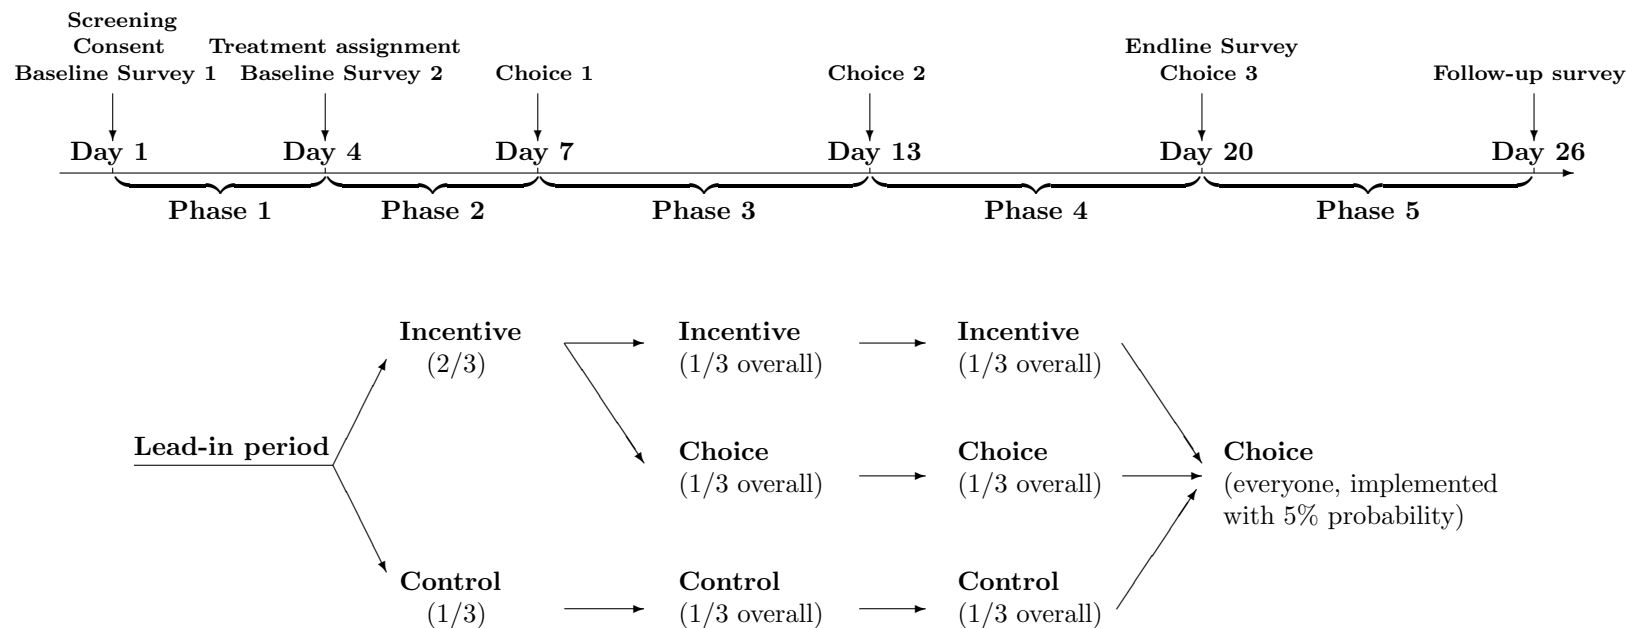 Screening
Consent
Baseline Survey 1
Treatment assignment
Baseline Survey 2
Choice 1
Choice 2
Endline Survey
Choice 3
Follow-up survey
Day 1
Day 4
Day 7
Day 13
Day 20
Day 26
Phase 1
Phase 2
Phase 3
Phase 4
Phase 5
Lead-in period
Incentive
(2/3)
Incentive
(1/3 overall)
Incentive
(1/3 overall)
Choice
(1/3 overall)
Choice
(1/3 overall)
Choice
(everyone, implemented
with 5% probability)
Control
(1/3)
Control
(1/3 overall)
Control
(1/3 overall)